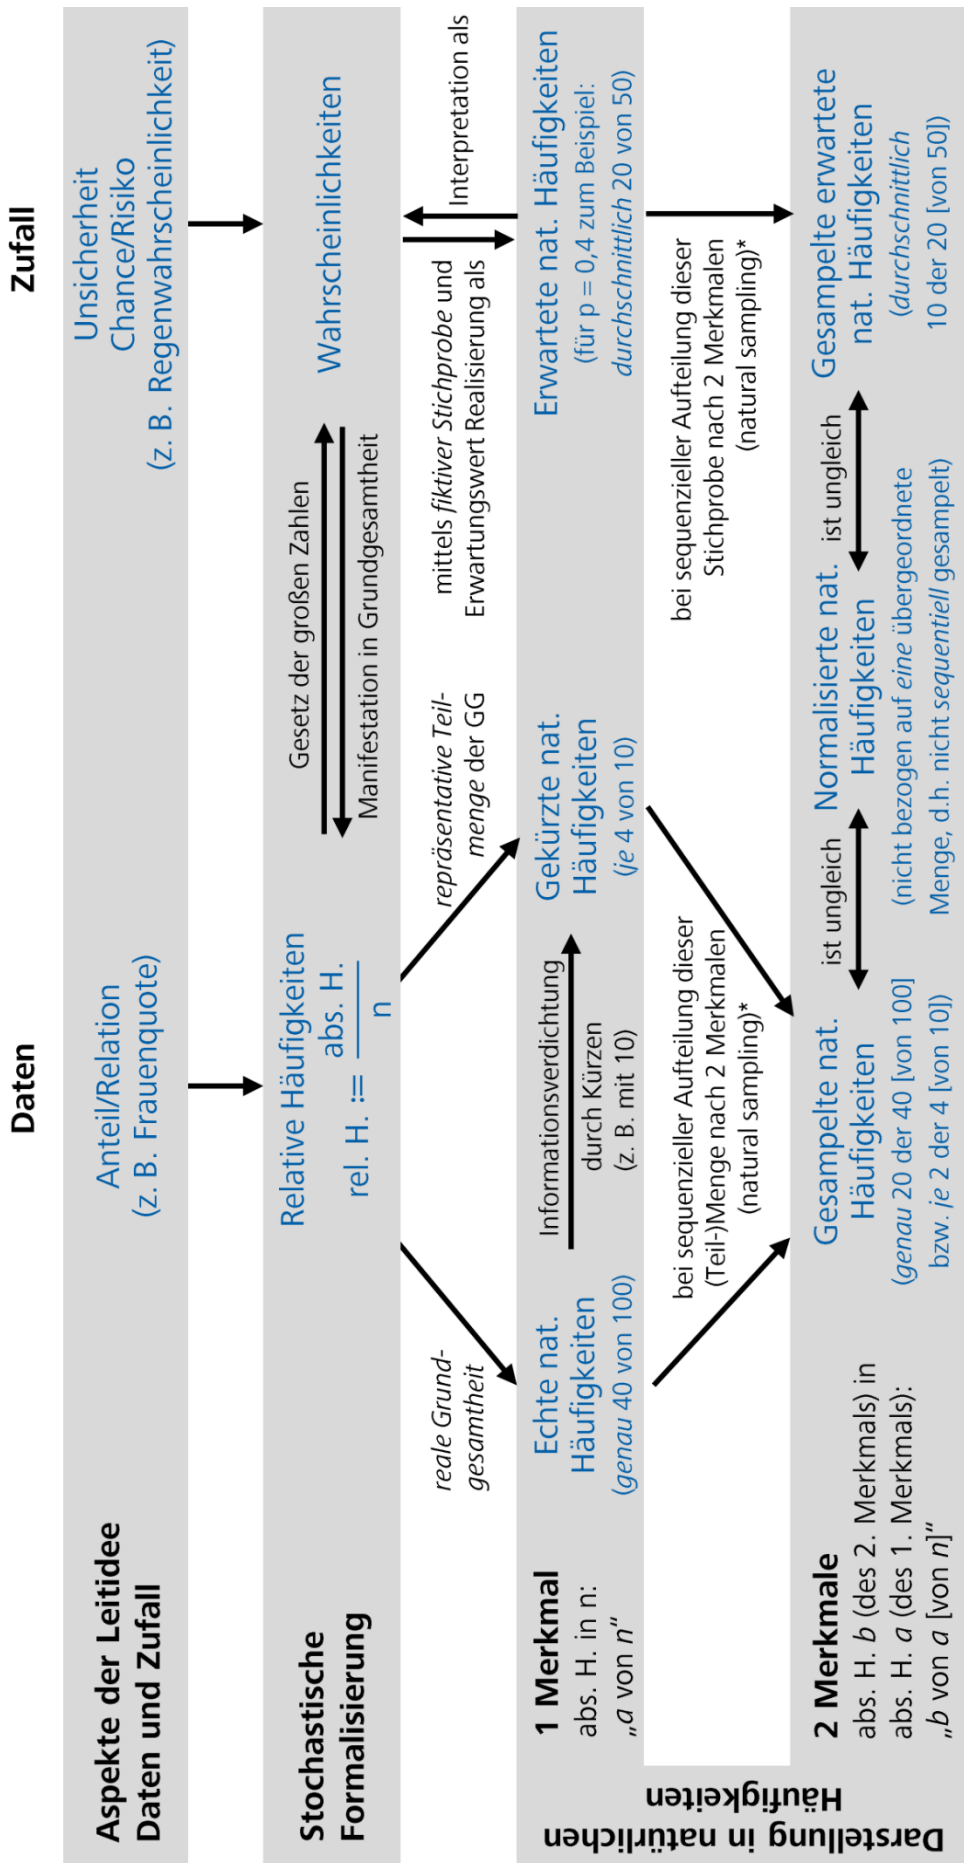 Daten
Zufall
Aspekte der Leitidee
Daten und Zufall
Anteil/Relation
(z. B. Frauenquote)
Unsicherheit
Chance/Risiko
(z. B. Regenwahrscheinlichkeit)
Stochastische
Formalisierung
Relative Häufigkeiten
rel. H. := abs. H.
n
Gesetz der großen Zahlen
Manifestation in Grundgesamtheit
Wahrscheinlichkeiten
reale Grund-
gesamtheit
repräsentative Teil-
menge der GG
mittels fiktiver Stichprobe und
Erwartungswert Realisierung als
Interpretation als
Darstellung in natürlichen
Häufigkeiten
1 Merkmal
abs. H. in n:
„a von n“
Echte nat.
Häufigkeiten
(genau 40 von 100)
Informationsverdichtung
durch Kürzen
(z. B. mit 10)
Gekürzte nat.
Häufigkeiten
(je 4 von 10)
Erwartete nat. Häufigkeiten
(für p = 0,4 zum Beispiel:
durchschnittlich 20 von 50)
bei sequenzieller Aufteilung dieser
(Teil-)Menge nach 2 Merkmalen
(natural sampling)*
bei sequenzieller Aufteilung dieser
Stichprobe nach 2 Merkmalen
(natural sampling)*
2 Merkmale
abs. H. b (des 2. Merkmals) in
abs. H. a (des 1. Merkmals):
„b von a [von n]“
Gesampelte nat.
Häufigkeiten
(genau 20 der 40 [von 100]
bzw. je 2 der 4 [von 10])
ist ungleich
Normalisierte nat.
Häufigkeiten
(nicht bezogen auf eine übergeordnete
Menge, d.h. nicht sequentiell gesampelt)
ist ungleich
Gesampelte erwartete
nat. Häufigkeiten
(durchschnittlich
10 der 20 [von 50])